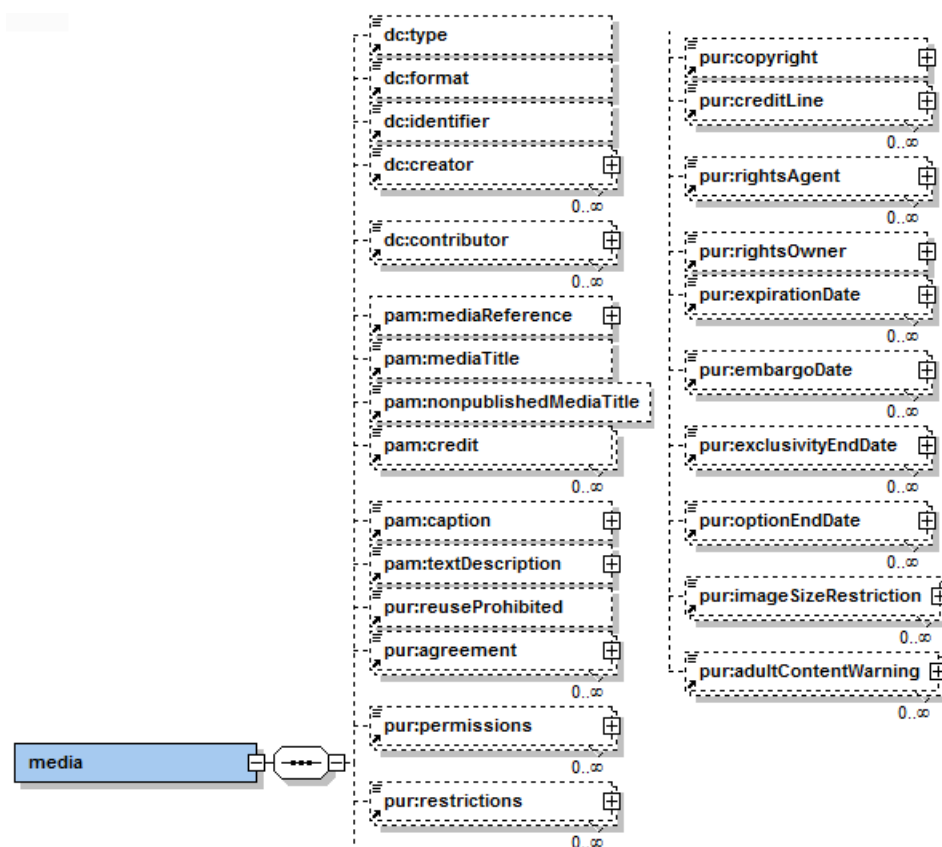 dc:type
dc:format
dc:identifier
dc:creator
0..∞
dc:contributor
0..∞
pam:mediaReference
pam:mediaTitle
pam:nonpublishedMediaTitle
pam:credit
0..∞
pam:caption
pam:textDescription
pur:reuseProhibited
pur:agreement
0..∞
pur:permissions
0..∞
media
pur:restrictions
0..∞
pur:copyright
pur:creditLine
0..∞
pur:rightsAgent
0..∞
pur:rightsOwner
pur:expirationDate
0..∞
pur:embargoDate
0..∞
pur:exclusivityEndDate
0..∞
pur:optionEndDate
0..∞
pur:imageSizeRestriction
0..∞
pur:adultContentWarning
0..∞